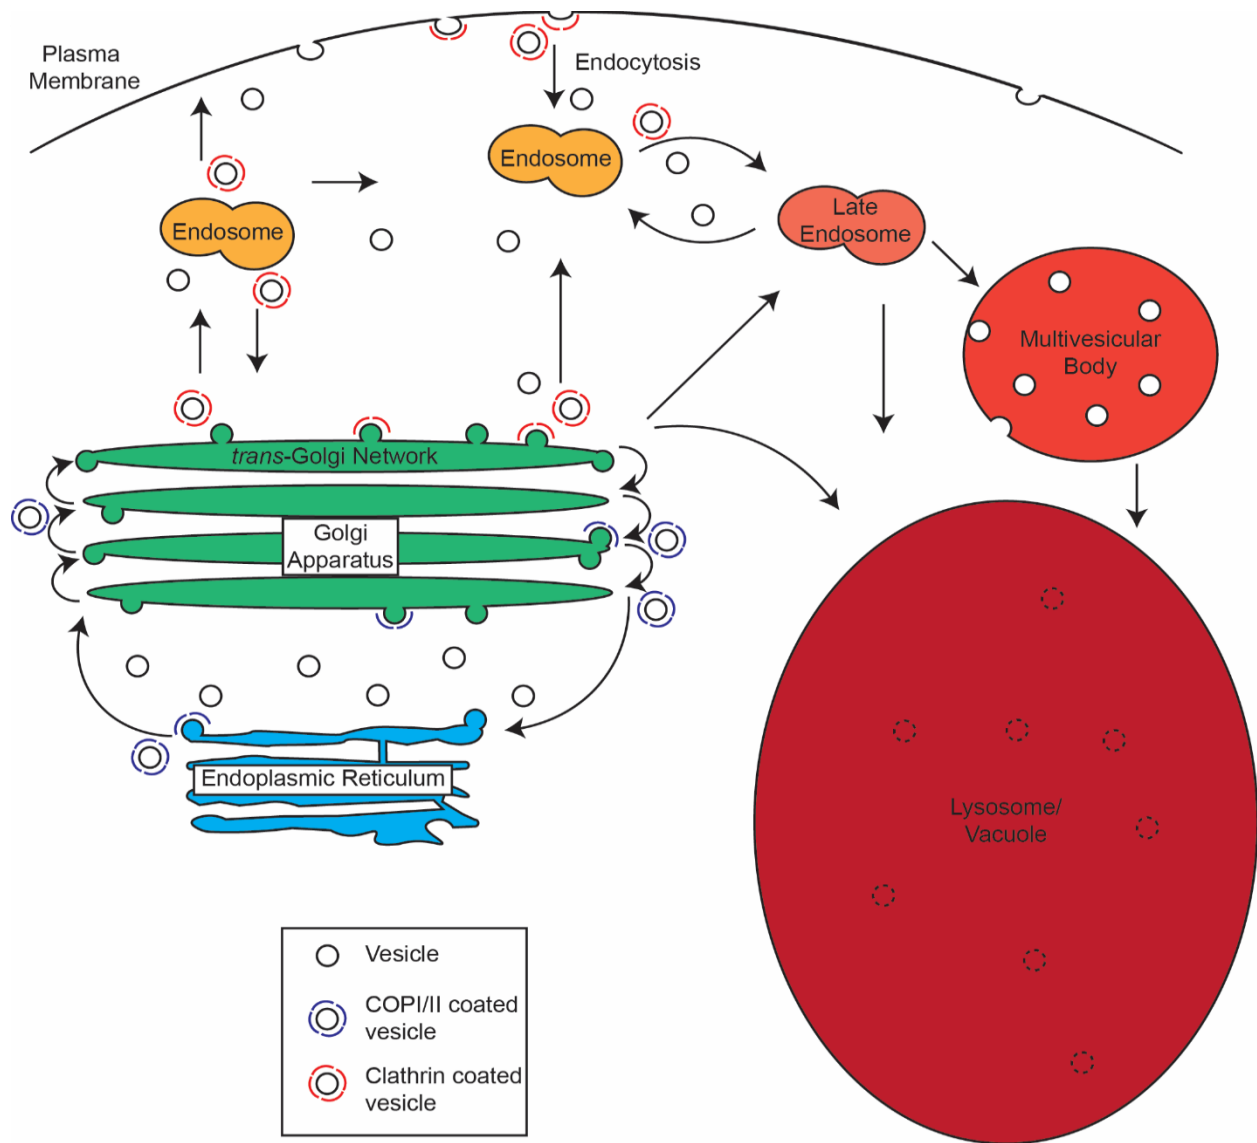 Plasma
Membrane
Endocytosis
Endosome
Endosome
Late
Endosome
Multivesicular
Body
trans-Golgi Network
Golgi
Apparatus
Endoplasmic Reticulum
Lysosome/
Vacuole
Vesicle
COPI/II coated
vesicle
Clathrin coated
vesicle